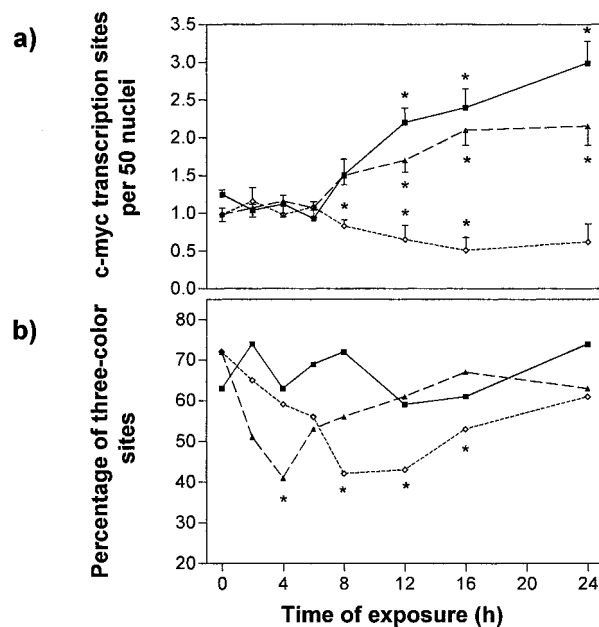 a)
c-myc transcription sites
per 50 nuclei
3.5
3.0
2.5
2.0
1.5
1.0
0.5
0.0
* * *
* * *
* * *
b)
Percentage of three-color
sites
80
70
60
50
40
30
20
* * * *
0 4 8 12 16 20 24
Time of exposure (h)